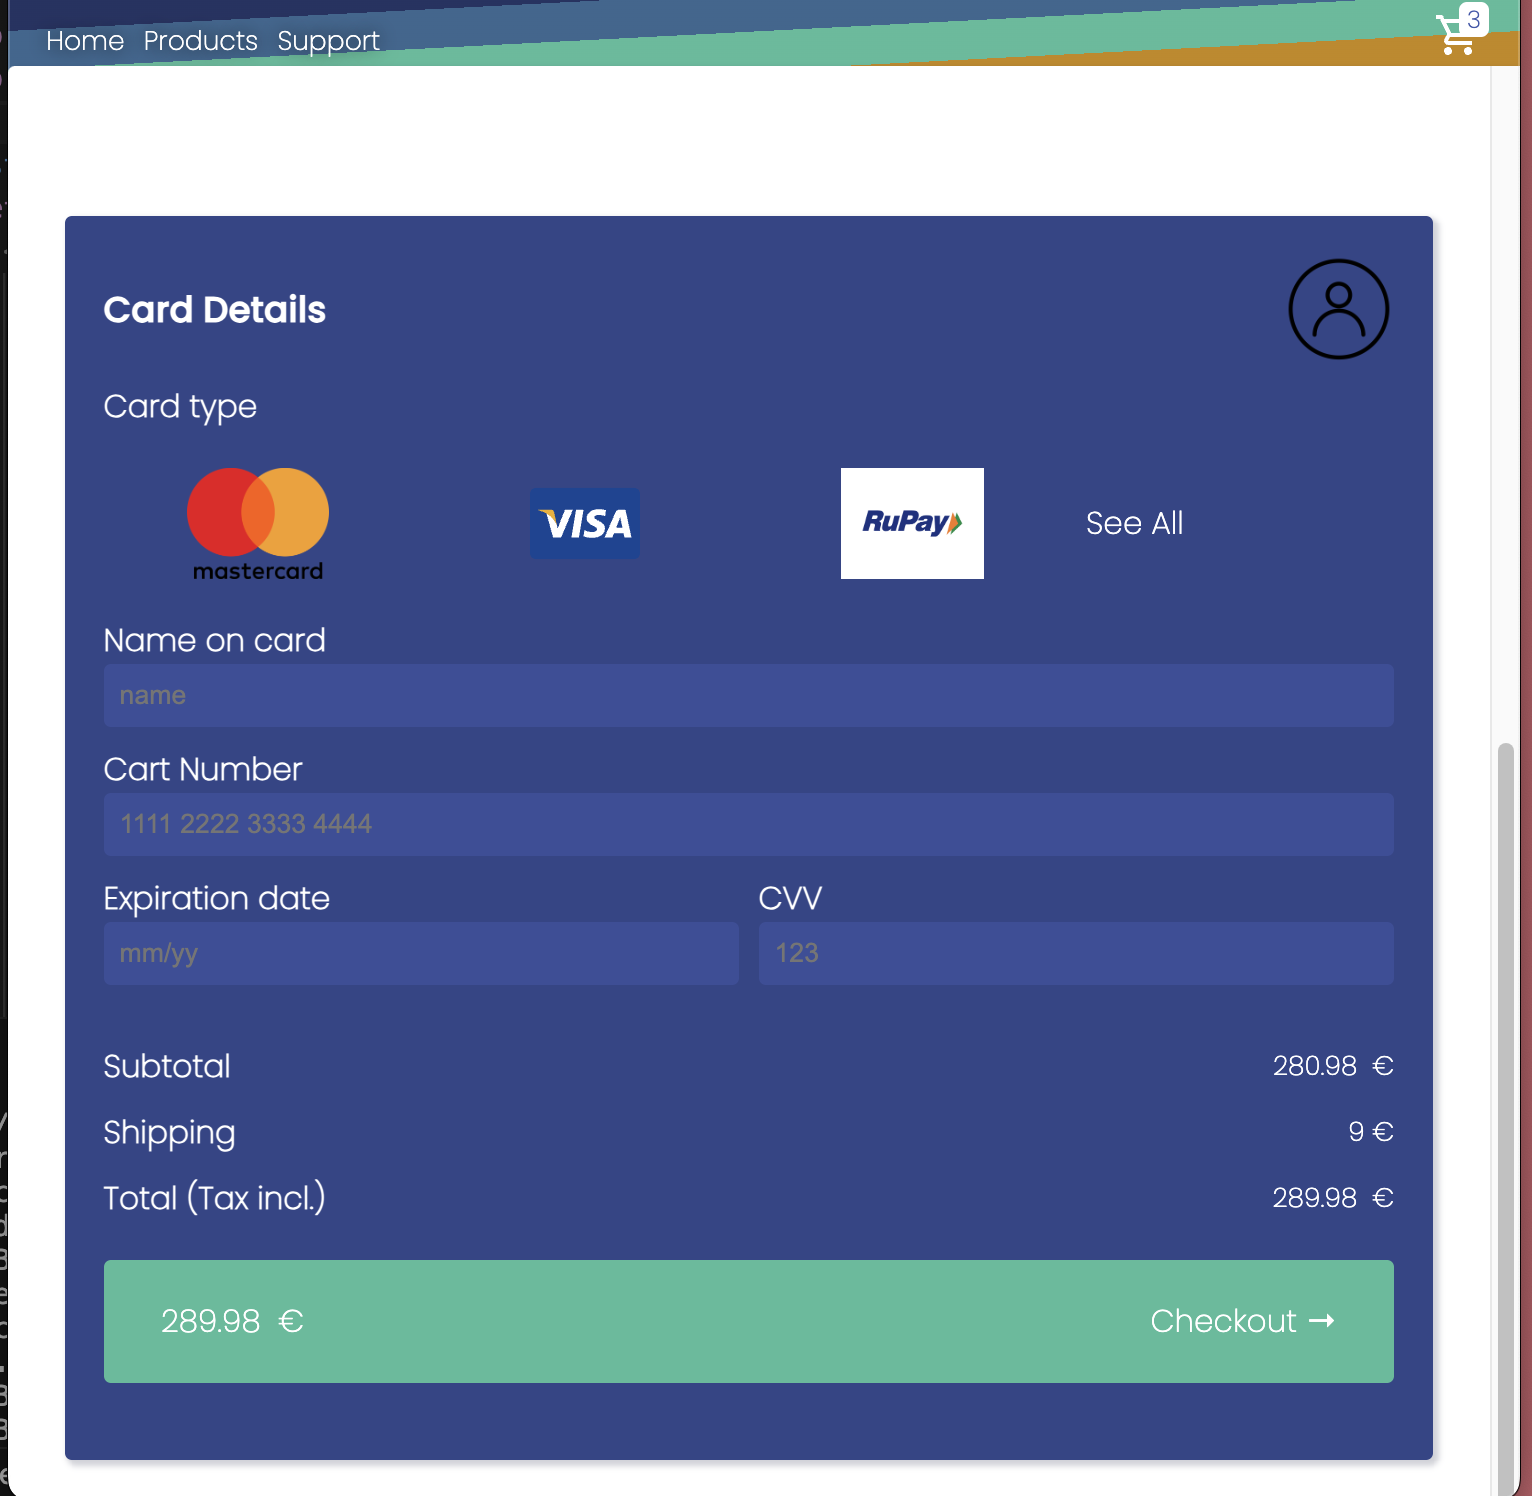 Home Products Support 3
Card Details
Card type
mastercard VISA RuPay See All
Name on card
name
Cart Number
1111 2222 3333 4444
Expiration date CVV
mm/yy 123
Subtotal 280.98 €
Shipping 9 €
Total (Tax incl.) 289.98 €
289.98 € Checkout →